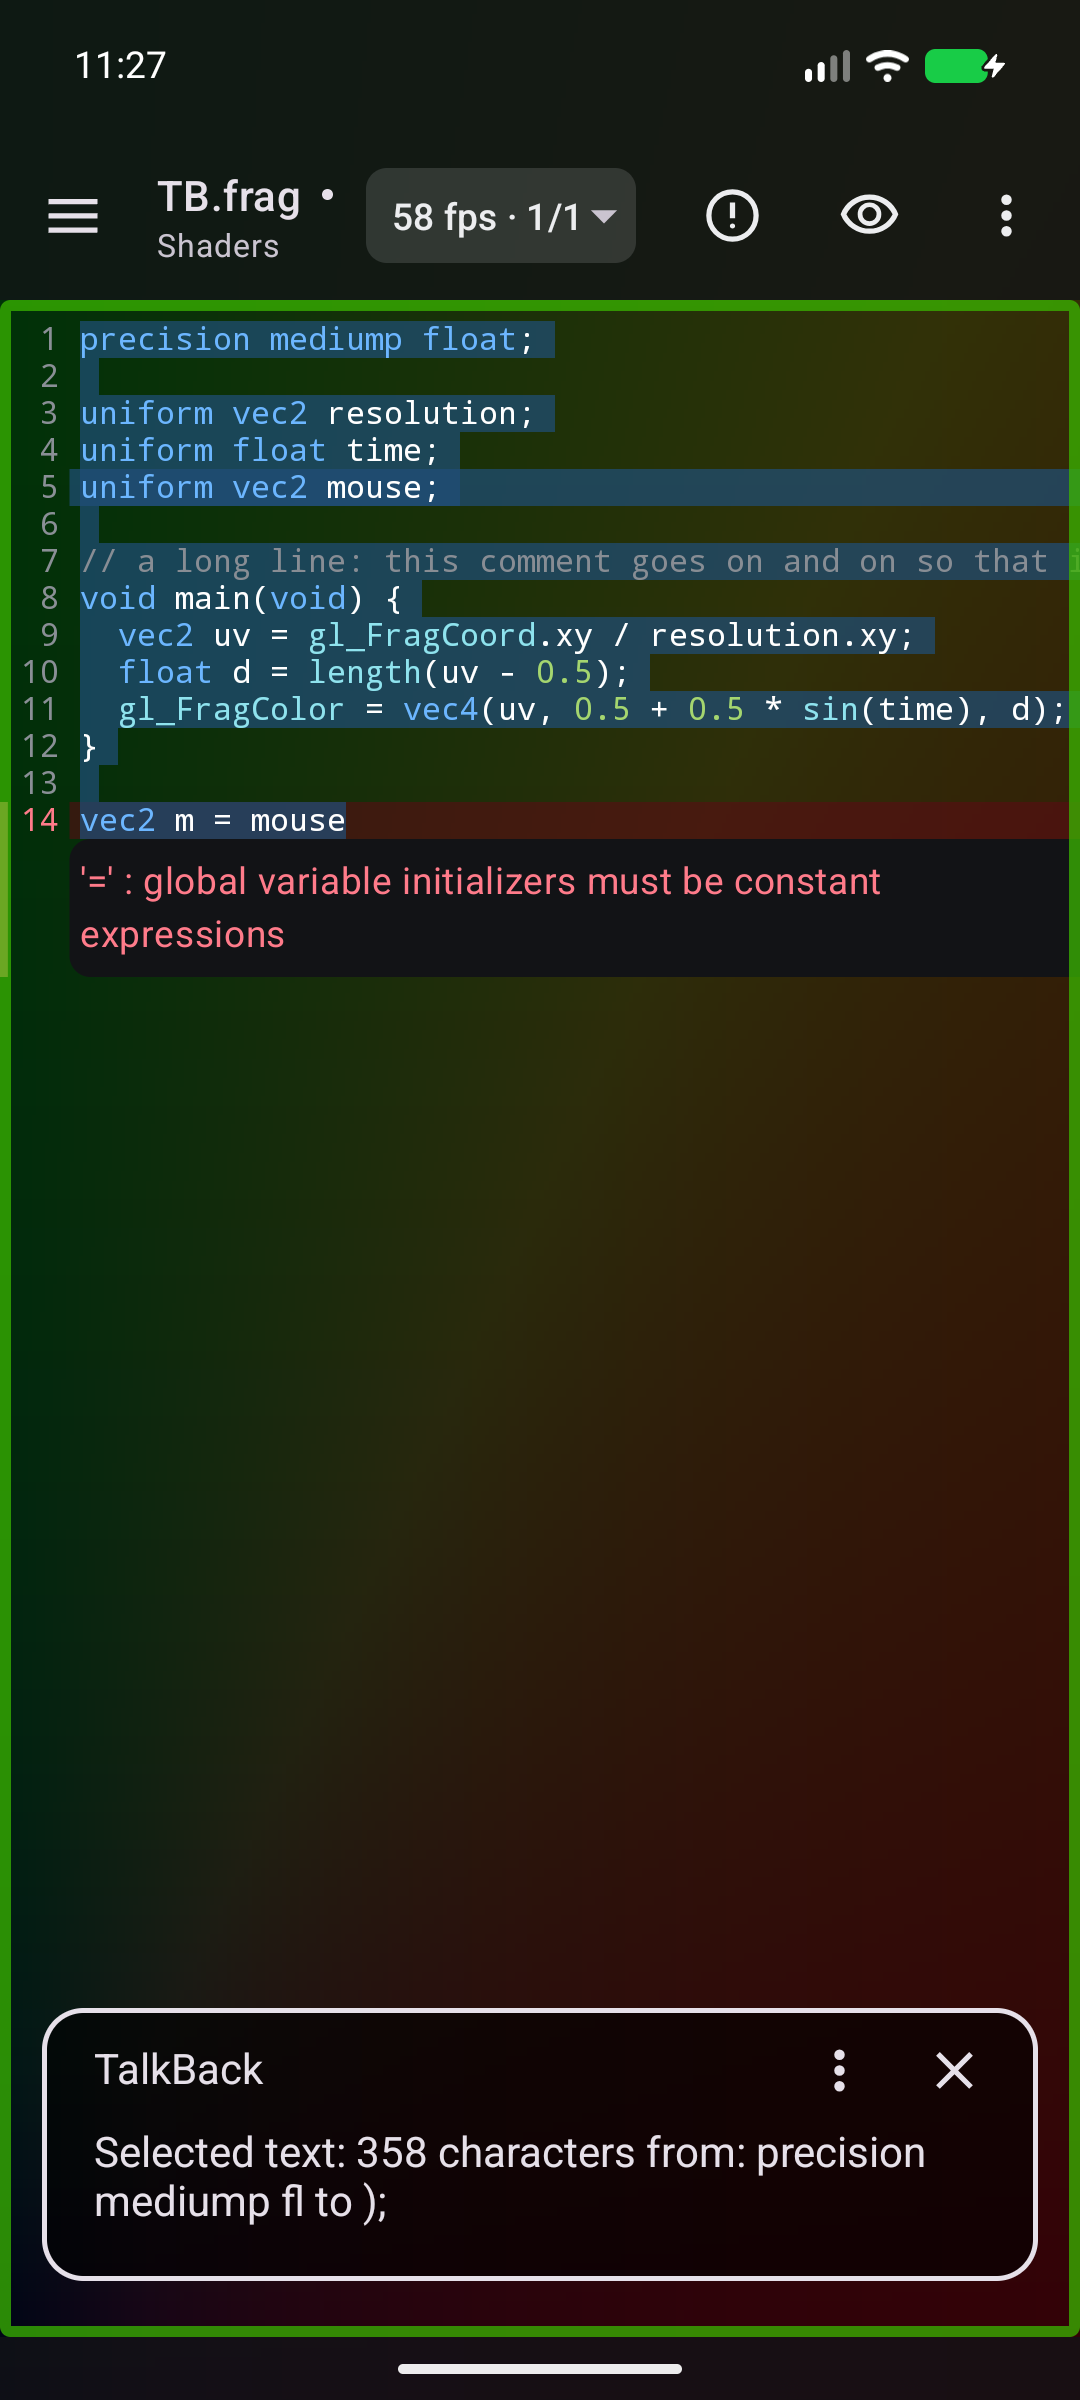 11:27
TB.frag •
Shaders
58 fps · 1/1
1 precision mediump float;
2
3 uniform vec2 resolution;
4 uniform float time;
5 uniform vec2 mouse;
6
7 // a long line: this comment goes on and on so that
8 void main(void) {
9   vec2 uv = gl_FragCoord.xy / resolution.xy;
10   float d = length(uv - 0.5);
11   gl_FragColor = vec4(uv, 0.5 + 0.5 * sin(time), d);
12 }
13
14 vec2 m = mouse
'=' : global variable initializers must be constant
expressions
TalkBack
Selected text: 358 characters from: precision
mediump fl to );